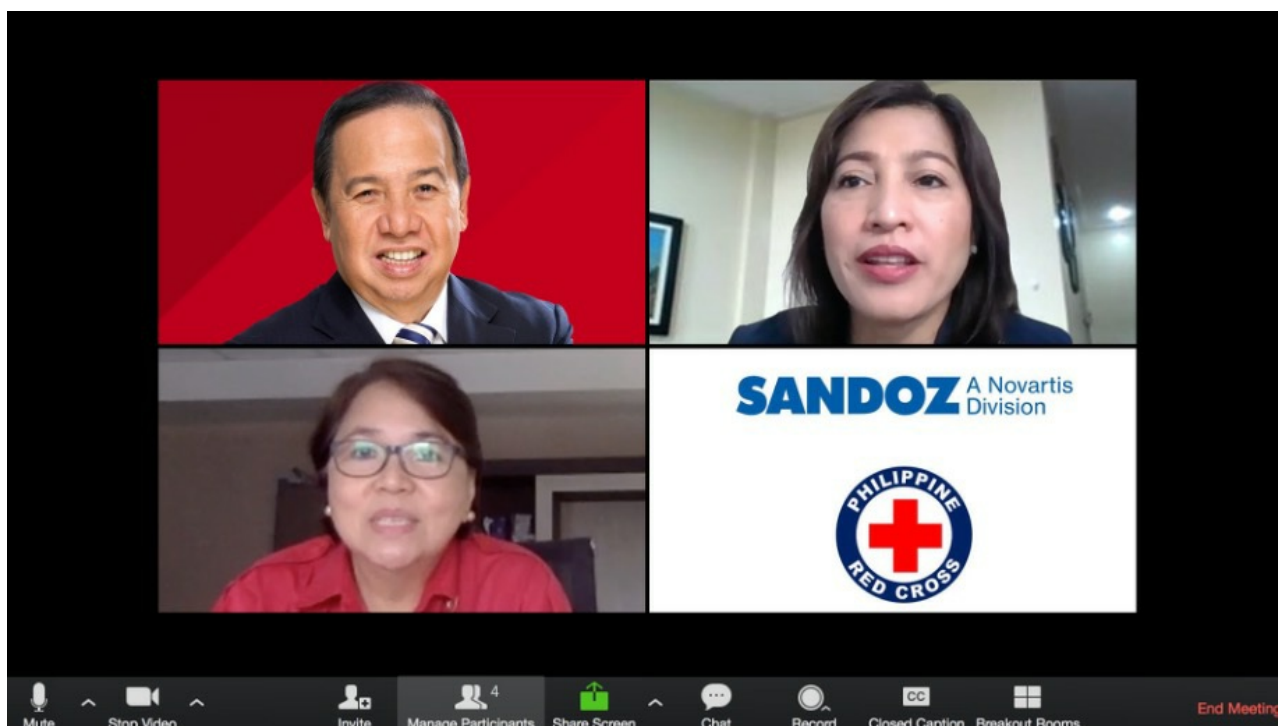 SANDOZ A Novartis
Division
PHILIPPINE
RED CROSS
4
Mute
Stop Video
Invite
Manage Participants
Share Screen
Chat
Record
CC
Closed Caption
Breakout Rooms
End Meeting